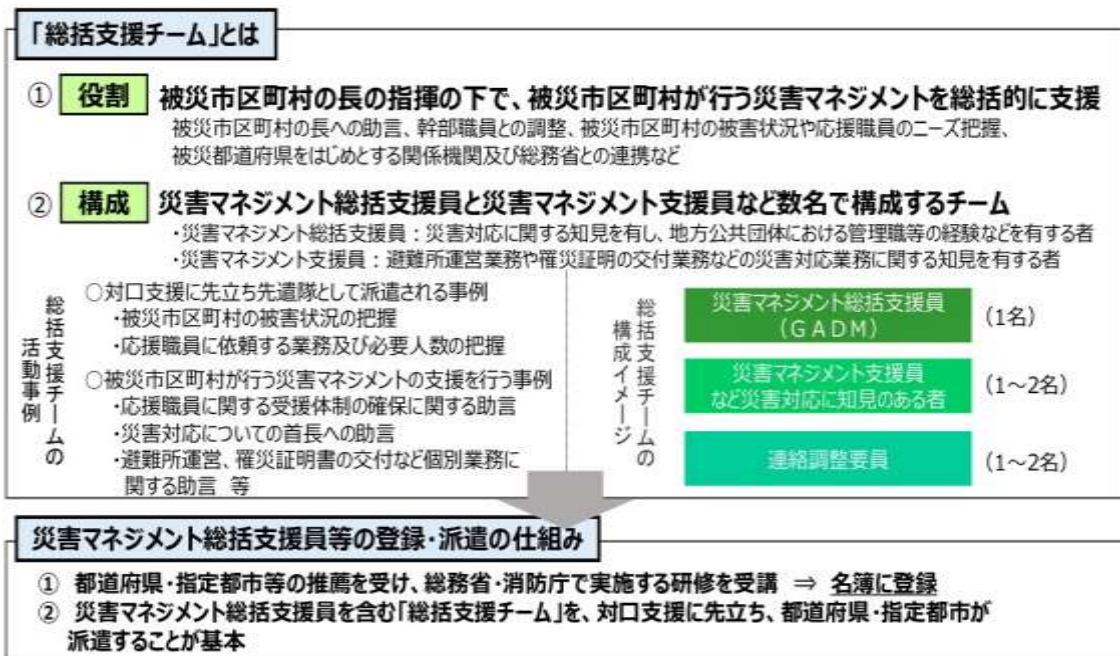 「総括支援チーム」とは
① 役割 被災市区町村の長の指揮の下で、被災市区町村が行う災害マネジメントを総括的に支援
被災市区町村の長への助言、幹部職員との調整、被災市区町村の被害状況や応援職員のニーズ把握、
被災都道府県をはじめとする関係機関及び総務省との連携など
② 構成 災害マネジメント総括支援員と災害マネジメント支援員など数名で構成するチーム
・災害マネジメント総括支援員：災害対応に関する知見を有し、地方公共団体における管理職等の経験などを有する者
・災害マネジメント支援員：避難所運営業務や罹災証明の交付業務などの災害対応業務に関する知見を有する者
総括支援チームの
活動事例
○対口支援に先立ち先遣隊として派遣される事例
・被災市区町村の被害状況の把握
・応援職員に依頼する業務及び必要人数の把握
○被災市区町村が行う災害マネジメントの支援を行う事例
・応援職員に関する受援体制の確保に関する助言
・災害対応についての首長への助言
・避難所運営、罹災証明書の交付など個別業務に
関する助言 等
総括支援チームの
構成イメージ
災害マネジメント総括支援員
（ＧＡＤＭ）
（1名）
災害マネジメント支援員
など災害対応に知見のある者
（1～2名）
連絡調整要員
（1～2名）
災害マネジメント総括支援員等の登録・派遣の仕組み
① 都道府県・指定都市等の推薦を受け、総務省・消防庁で実施する研修を受講 ⇒ 名簿に登録
② 災害マネジメント総括支援員を含む「総括支援チーム」を、対口支援に先立ち、都道府県・指定都市が
派遣することが基本